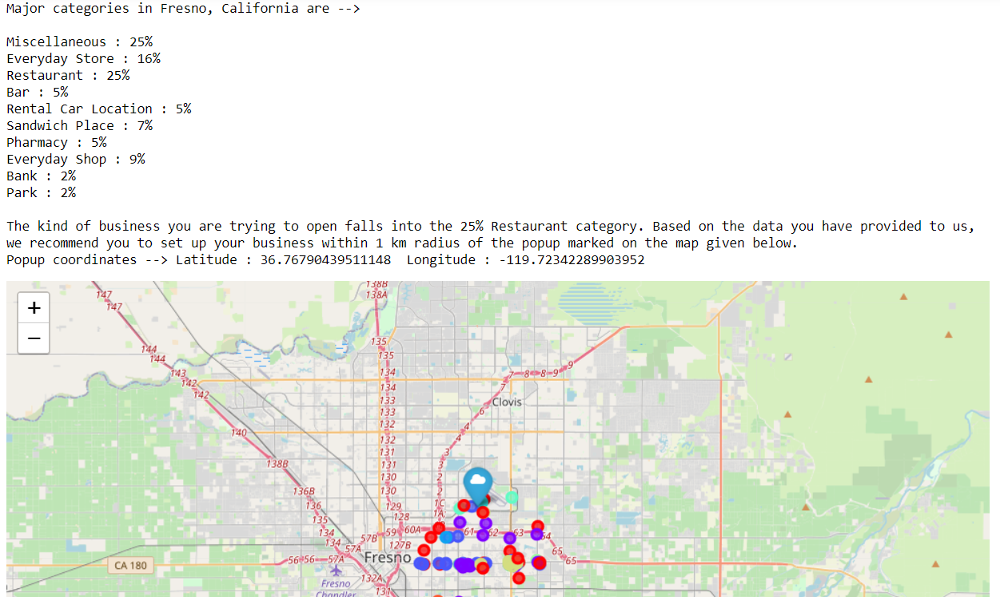 Major categories in Fresno, California are -->
Miscellaneous : 25%
Everyday Store : 16%
Restaurant : 25%
Bar : 5%
Rental Car Location : 5%
Sandwich Place : 7%
Pharmacy : 5%
Everyday Shop : 9%
Bank : 2%
Park : 2%
The kind of business you are trying to open falls into the 25% Restaurant category. Based on the data you have provided to us,
we recommend you to set up your business within 1 km radius of the popup marked on the map given below.
Popup coordinates --> Latitude : 36.76790439511148 Longitude : -119.72342289903952
138B
147
138A
+
147
−
135
144
135
144
9
143
134
7 8 8 9
142
134
7
142
133
Clovis
133
6
132
4
140
132
4
131
3
138B
131
3
130
2
136B
130
2
136
129
1C
135
128
1A
134
59 60A 61 62 63 64
134
57B
127B
57A
65
56 56 57A
Fresno
65
CA 180
132A
Fresno
Chandler
131